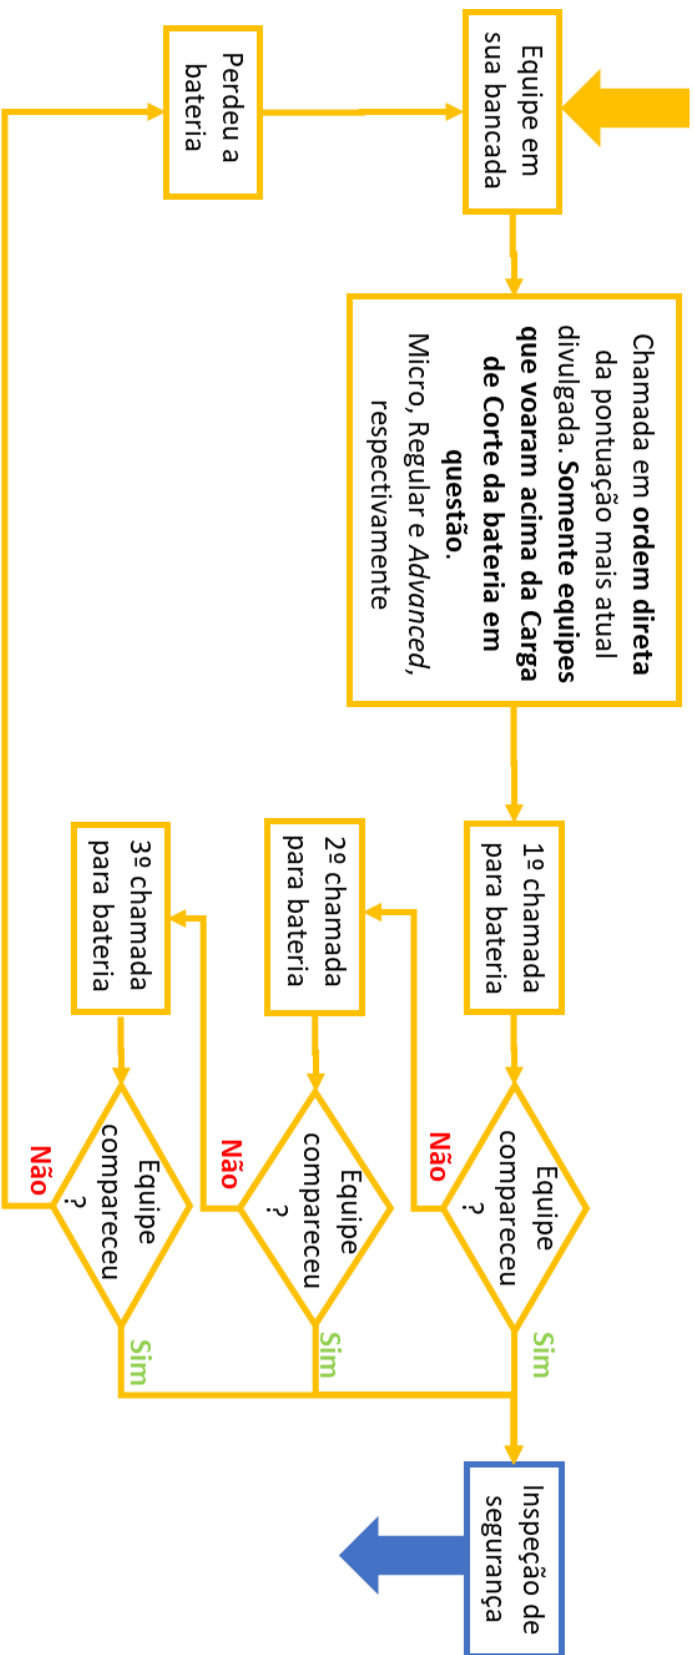 Equipe em
sua bancada
Chamada em ordem direta
da pontuação mais atual
divulgada. Somente equipes
que voaram acima da Carga
de Corte da bateria em
questão.
Micro, Regular e Advanced,
respectivamente
1º chamada
para bateria
Equipe
compareceu
?
Sim
Inspeção de
segurança
Não
2º chamada
para bateria
Equipe
compareceu
?
Sim
Não
3º chamada
para bateria
Equipe
compareceu
?
Sim
Não
Perdeu a
bateria